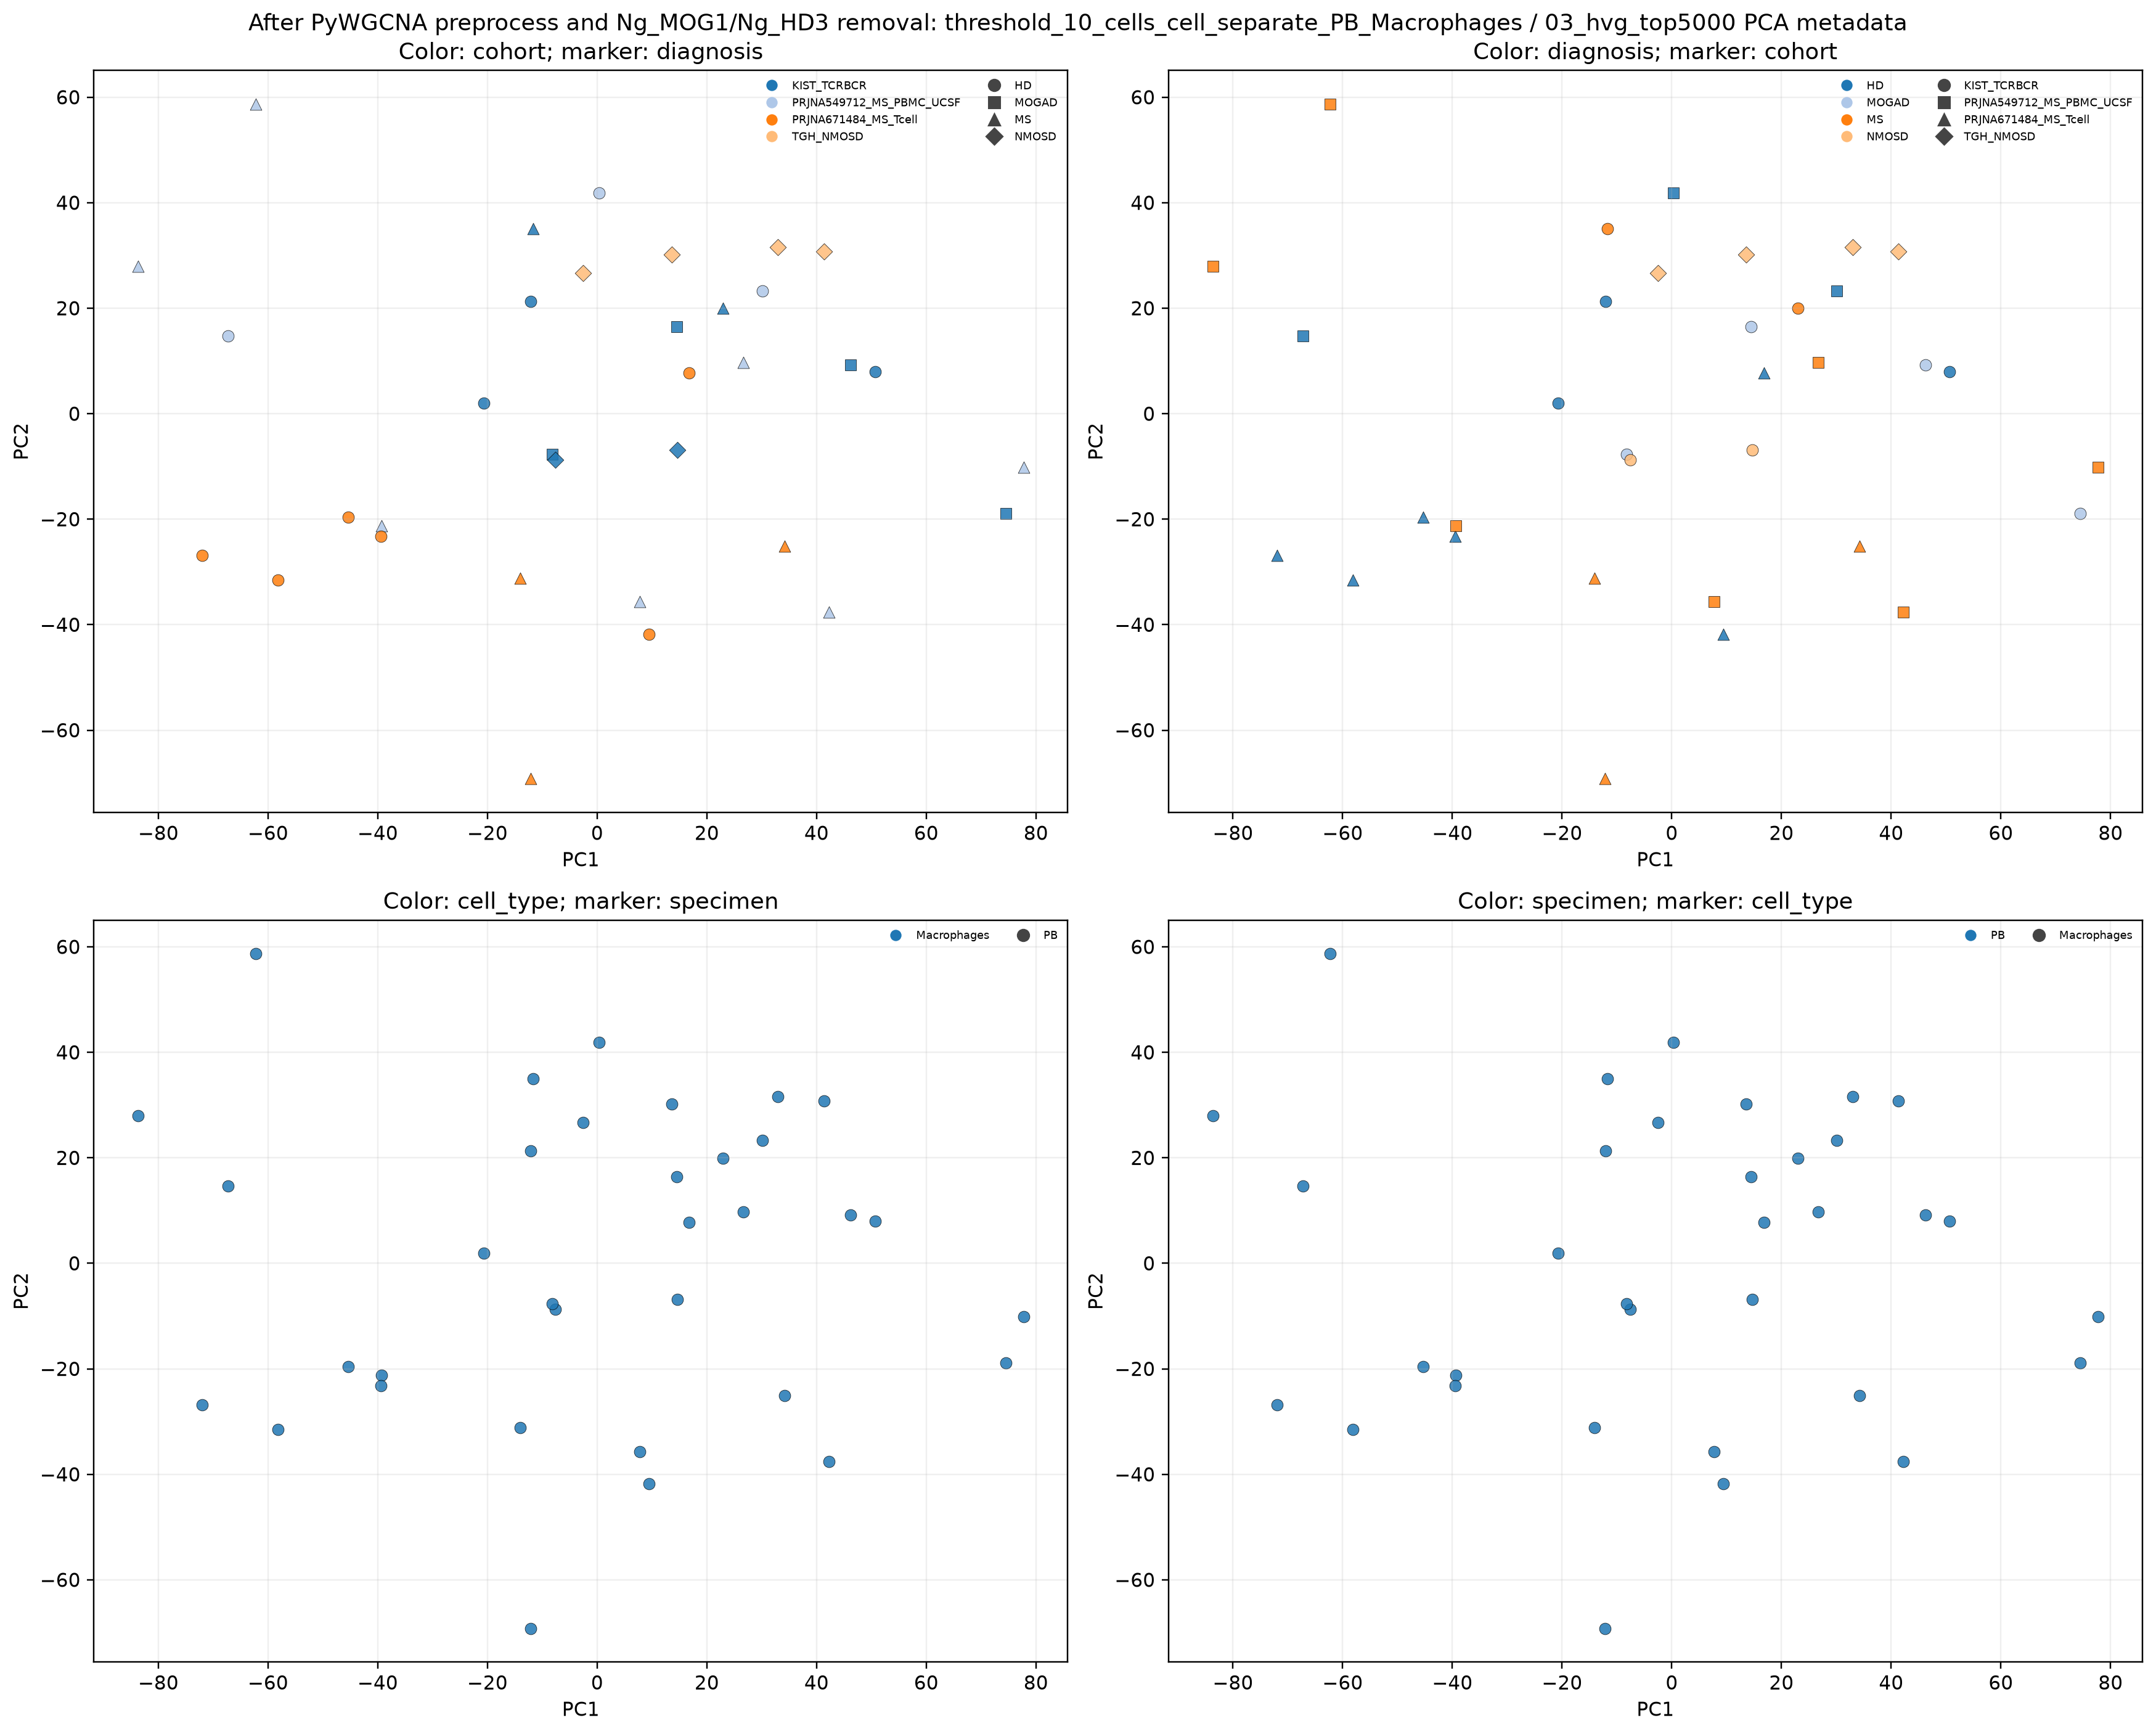 After PyWGCNA preprocess and Ng_MOG1/Ng_HD3 removal: threshold_10_cells_cell_separate_PB_Macrophages / 03_hvg_top5000 PCA metadata
Color: cohort; marker: diagnosis
KIST_TCRBCR
PRJNA549712_MS_PBMC_UCSF
PRJNA671484_MS_Tcell
TGH_NMOSD
HD
MOGAD
MS
NMOSD
60
40
20
0
−20
−40
−60
PC2
−80 −60 −40 −20 0 20 40 60 80
PC1
Color: diagnosis; marker: cohort
HD
MOGAD
MS
NMOSD
KIST_TCRBCR
PRJNA549712_MS_PBMC_UCSF
PRJNA671484_MS_Tcell
TGH_NMOSD
60
40
20
0
−20
−40
−60
PC2
−80 −60 −40 −20 0 20 40 60 80
PC1
Color: cell_type; marker: specimen
Macrophages
PB
60
40
20
0
−20
−40
−60
PC2
−80 −60 −40 −20 0 20 40 60 80
PC1
Color: specimen; marker: cell_type
PB
Macrophages
60
40
20
0
−20
−40
−60
PC2
−80 −60 −40 −20 0 20 40 60 80
PC1